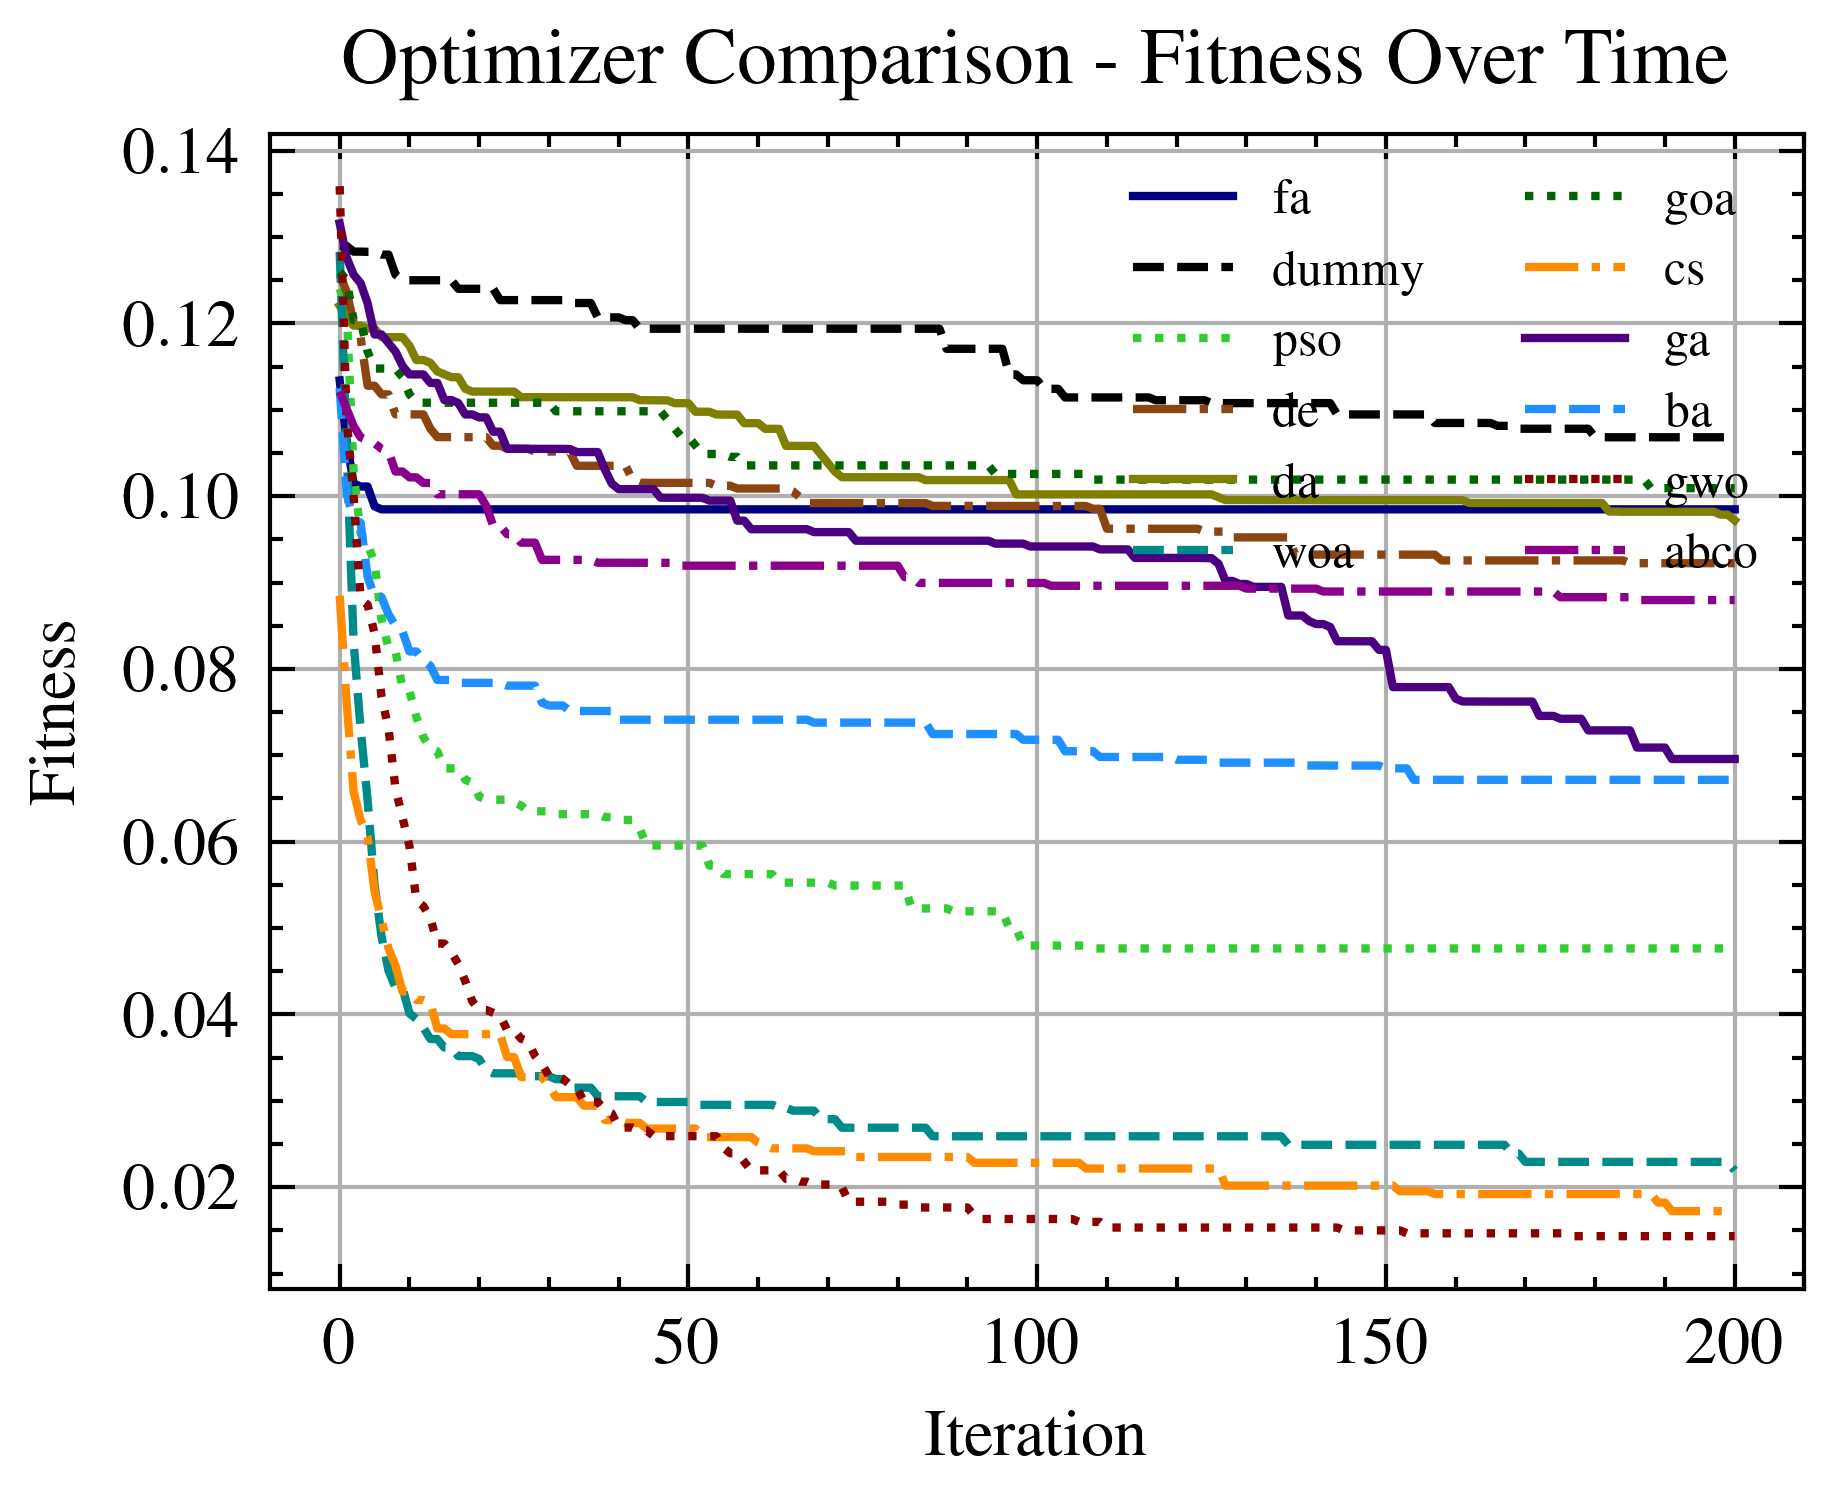 Optimizer Comparison - Fitness Over Time
0.14
0.12
0.10
0.08
0.06
0.04
0.02
Fitness
fa
dummy
pso
de
da
woa
goa
cs
ga
ba
gwo
abco
0 50 100 150 200
Iteration